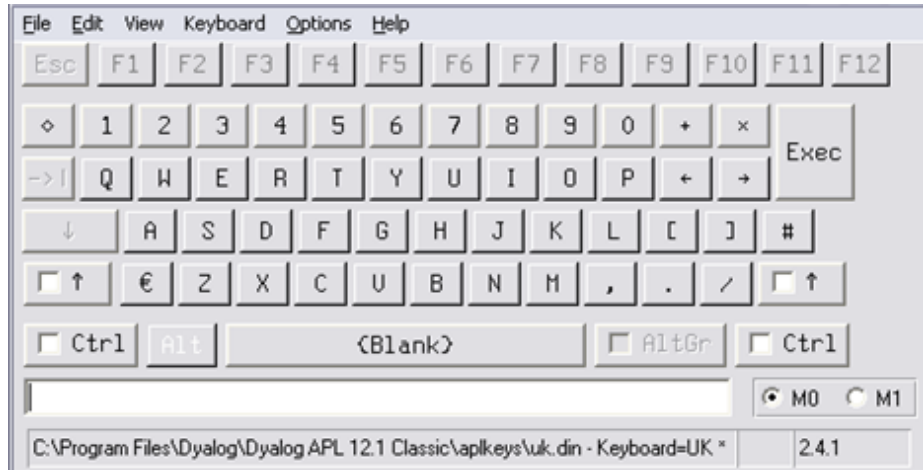 File Edit View Keyboard Options Help
Esc F1 F2 F3 F4 F5 F6 F7 F8 F9 F10 F11 F12
◇ 1 2 3 4 5 6 7 8 9 0 + × Exec
->| Q W E R T Y U I O P ← →
↓ A S D F G H J K L [ ] #
↑ € Z X C V B N M , . / ↑
Ctrl Alt {Blank} AltGr Ctrl
M0 M1
C:\Program Files\Dyalog\Dyalog APL 12.1 Classic\aplkeys\uk.din - Keyboard=UK * 2.4.1